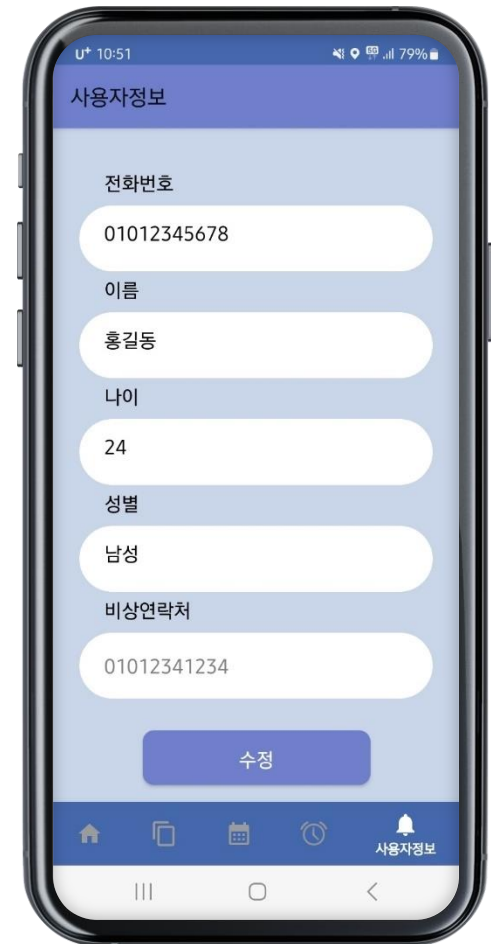 U+ 10:51 79%
사용자정보
전화번호
01012345678
이름
홍길동
나이
24
성별
남성
비상연락처
01012341234
수정
사용자정보